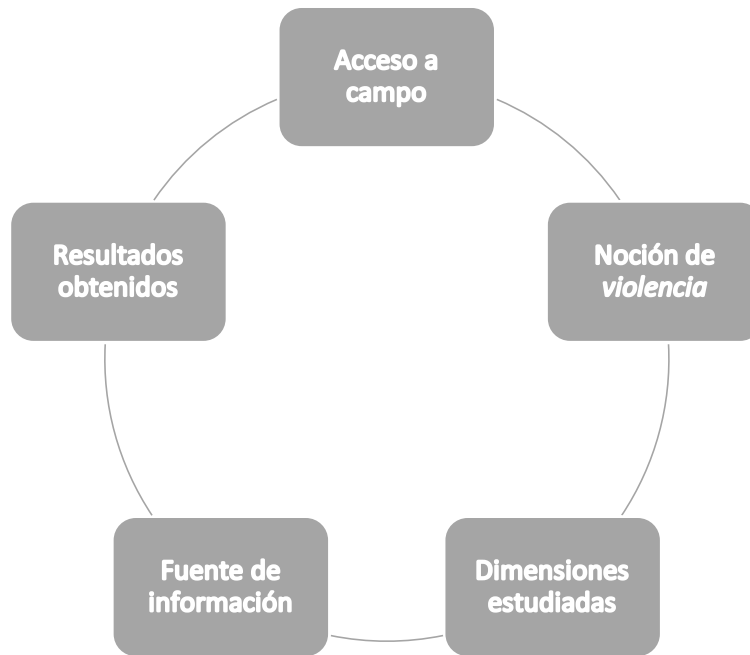 Acceso a
campo
Noción de
violencia
Dimensiones
estudiadas
Fuente de
información
Resultados
obtenidos